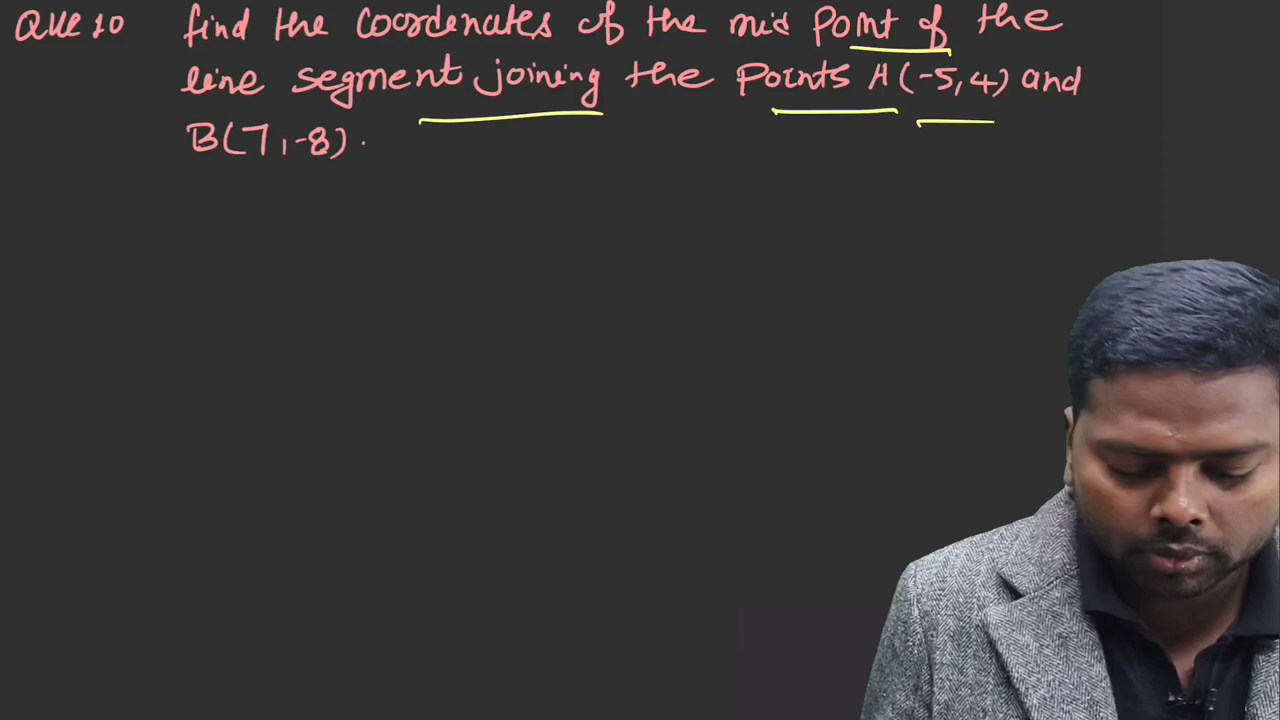 Que 10 find the coordenates of the mid point of the
line segment joining the points A(-5,4) and
B(7,-8).